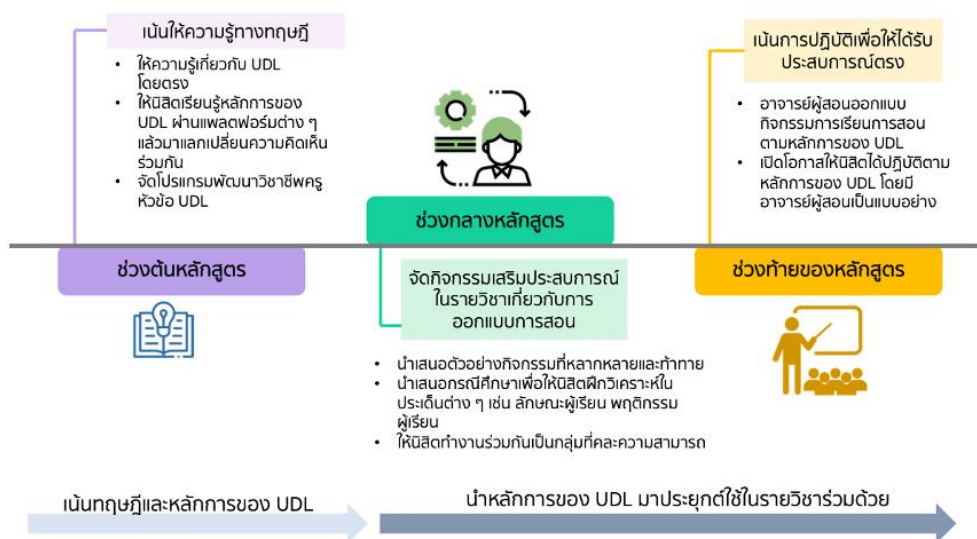 เน้นให้ความรู้ทางทฤษฎี
• ให้ความรู้เกี่ยวกับ UDL
โดยตรง
• ให้นิสิตเรียนรู้หลักการของ
UDL ผ่านแพลตฟอร์มต่าง ๆ
แล้วมาแลกเปลี่ยนความคิดเห็น
ร่วมกัน
• จัดโปรแกรมพัฒนาวิชาชีพครู
หัวข้อ UDL
ช่วงต้นหลักสูตร
ช่วงกลางหลักสูตร
จัดกิจกรรมเสริมประสบการณ์
ในรายวิชาเกี่ยวกับการ
ออกแบบการสอน
• นำเสนอตัวอย่างกิจกรรมที่หลากหลายและท้าทาย
• นำเสนอกรณีศึกษาเพื่อให้นิสิตฝึกวิเคราะห์ใน
ประเด็นต่าง ๆ เช่น ลักษณะผู้เรียน พฤติกรรม
ผู้เรียน
• ให้นิสิตทำงานร่วมกันเป็นกลุ่มที่คละความสามารถ
เน้นการปฏิบัติเพื่อให้ได้รับ
ประสบการณ์ตรง
• อาจารย์ผู้สอนออกแบบ
กิจกรรมการเรียนการสอน
ตามหลักการของ UDL
• เปิดโอกาสให้นิสิตได้ปฏิบัติตาม
หลักการของ UDL โดยมี
อาจารย์ผู้สอนเป็นแบบอย่าง
ช่วงท้ายของหลักสูตร
เน้นทฤษฎีและหลักการของ UDL
นำหลักการของ UDL มาประยุกต์ใช้ในรายวิชาร่วมด้วย